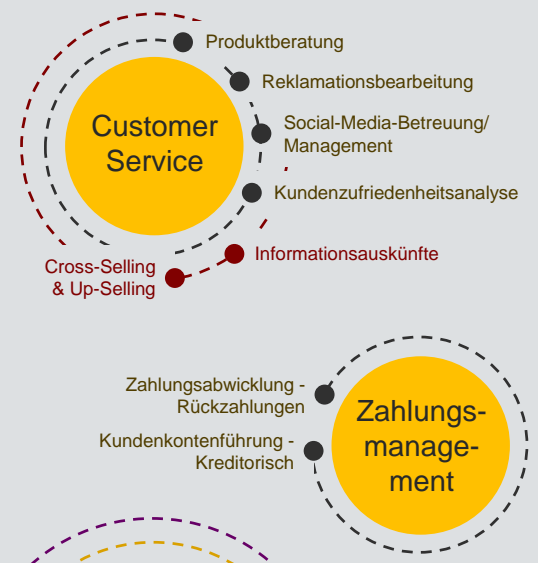 Produktberatung
Reklamationsbearbeitung
Customer
Service
Social-Media-Betreuung/
Management
Kundenzufriedenheitsanalyse
Informationsauskünfte
Cross-Selling
& Up-Selling
Zahlungsabwicklung -
Rückzahlungen
Kundenkontenführung -
Kreditorisch
Zahlungs-
manage-
ment